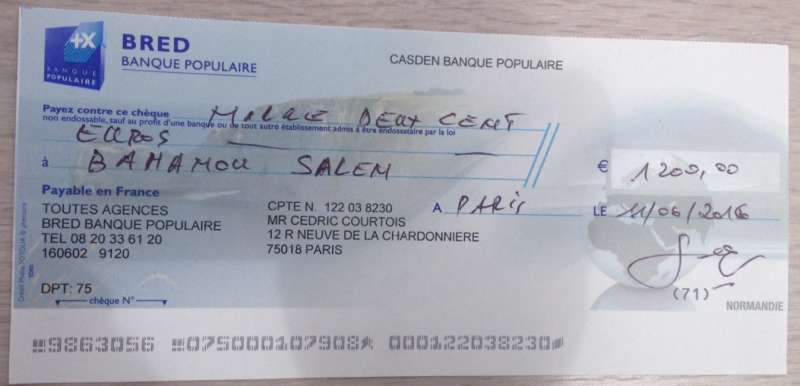 BRED
BANQUE POPULAIRE
BANQUE
POPULAIRE
CASDEN BANQUE POPULAIRE
Payez contre ce chèque MILLE DEUX CENT
non endossable, sauf au profit d'une banque ou de tout autre établissement admis à être endossataire par la loi
EUROS
à BAHAMOU SALEM € 1200,00
Payable en France
TOUTES AGENCES
BRED BANQUE POPULAIRE
TEL 08 20 33 61 20
160602 9120
CPTE N. 122 03 8230
MR CEDRIC COURTOIS
12 R NEUVE DE LA CHARDONNIERE
75018 PARIS
A PARIS LE 11/06/2016
(71)
NORMANDIE
DPT: 75
chèque N°
9863056 075000107908 000122038230